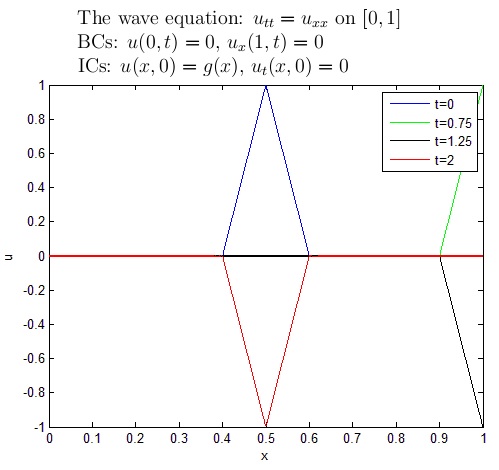 The wave equation: u_tt = u_xx on [0, 1]
BCs: u(0, t) = 0, u_x(1, t) = 0
ICs: u(x, 0) = g(x), u_t(x, 0) = 0
1
0.8
0.6
0.4
0.2
0
-0.2
-0.4
-0.6
-0.8
-1
u
t=0
t=0.75
t=1.25
t=2
0 0.1 0.2 0.3 0.4 0.5 0.6 0.7 0.8 0.9 1
x